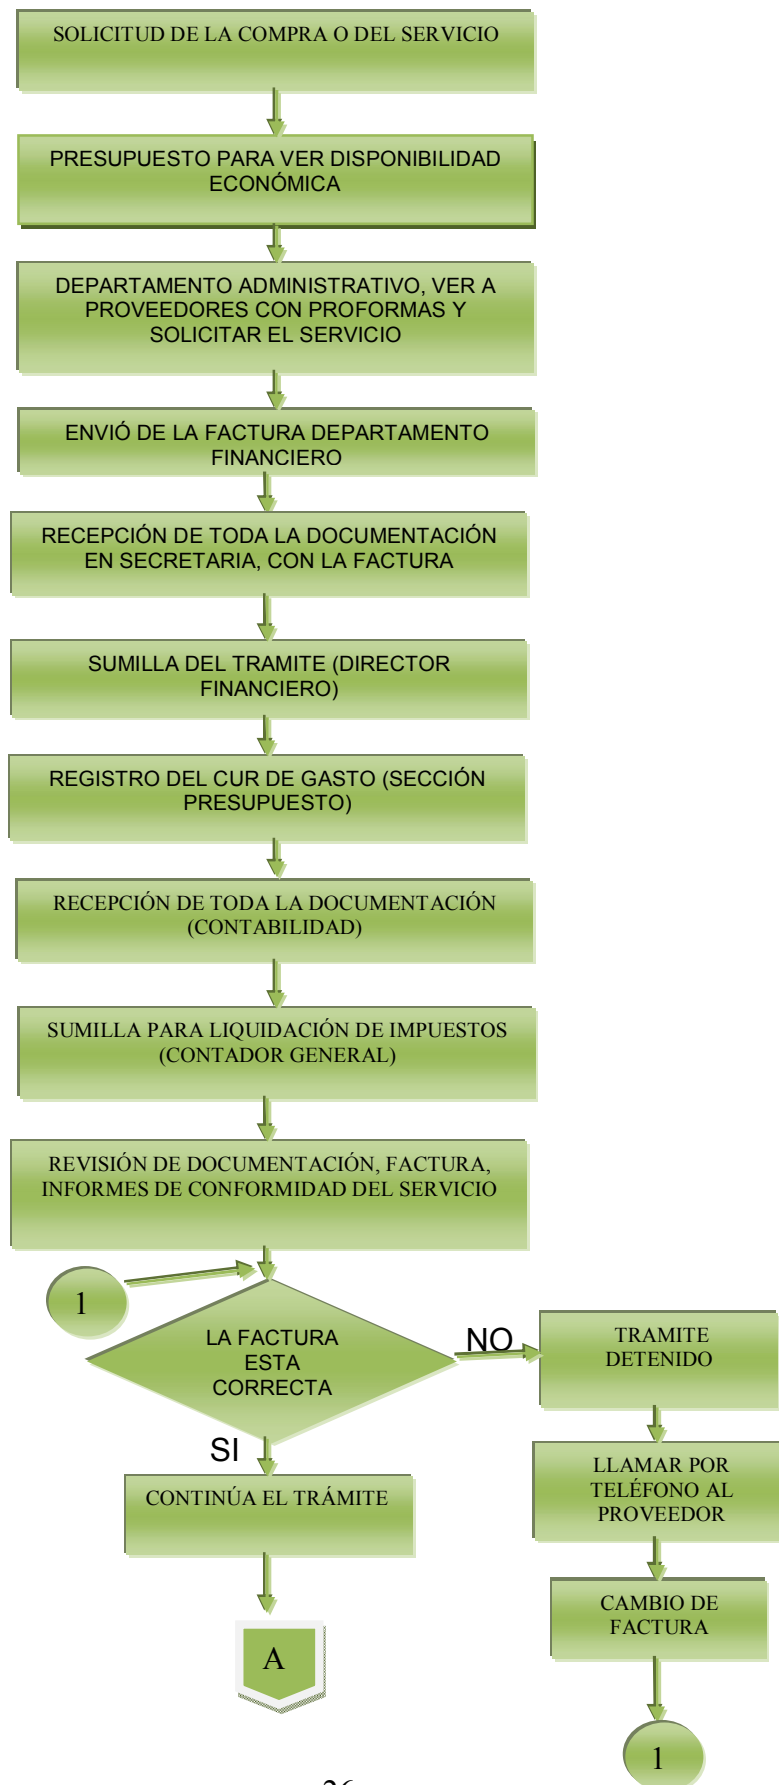 SOLICITUD DE LA COMPRA O DEL SERVICIO
PRESUPUESTO PARA VER DISPONIBILIDAD
ECONÓMICA
DEPARTAMENTO ADMINISTRATIVO, VER A
PROVEEDORES CON PROFORMAS Y
SOLICITAR EL SERVICIO
ENVIÓ DE LA FACTURA DEPARTAMENTO
FINANCIERO
RECEPCIÓN DE TODA LA DOCUMENTACIÓN
EN SECRETARIA, CON LA FACTURA
SUMILLA DEL TRAMITE (DIRECTOR
FINANCIERO)
REGISTRO DEL CUR DE GASTO (SECCIÓN
PRESUPUESTO)
RECEPCIÓN DE TODA LA DOCUMENTACIÓN
(CONTABILIDAD)
SUMILLA PARA LIQUIDACIÓN DE IMPUESTOS
(CONTADOR GENERAL)
REVISIÓN DE DOCUMENTACIÓN, FACTURA,
INFORMES DE CONFORMIDAD DEL SERVICIO
1
LA FACTURA
ESTA
CORRECTA
NO
TRAMITE
DETENIDO
SI
CONTINÚA EL TRÁMITE
LLAMAR POR
TELÉFONO AL
PROVEEDOR
CAMBIO DE
FACTURA
A
1